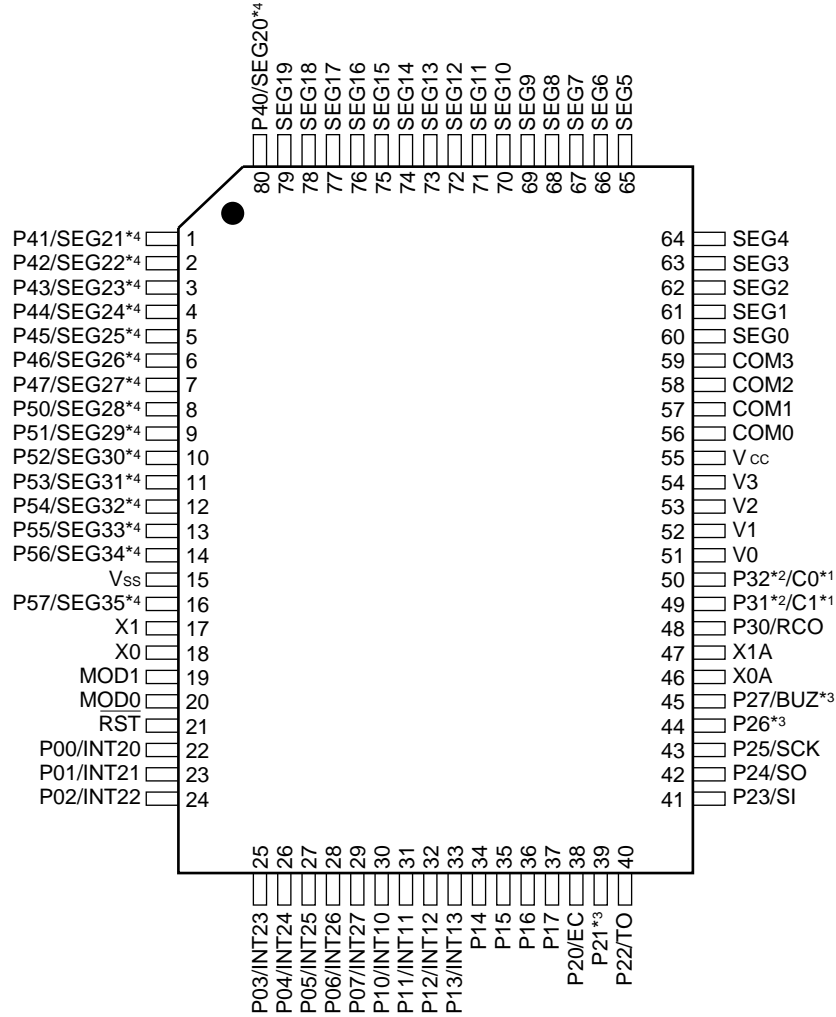 P40/SEG20*4
SEG19
SEG18
SEG17
SEG16
SEG15
SEG14
SEG13
SEG12
SEG11
SEG10
SEG9
SEG8
SEG7
SEG6
SEG5
80
79
78
77
76
75
74
73
72
71
70
69
68
67
66
65
P41/SEG21*4 1
P42/SEG22*4 2
P43/SEG23*4 3
P44/SEG24*4 4
P45/SEG25*4 5
P46/SEG26*4 6
P47/SEG27*4 7
P50/SEG28*4 8
P51/SEG29*4 9
P52/SEG30*4 10
P53/SEG31*4 11
P54/SEG32*4 12
P55/SEG33*4 13
P56/SEG34*4 14
VSS 15
P57/SEG35*4 16
X1 17
X0 18
MOD1 19
MOD0 20
RST 21
P00/INT20 22
P01/INT21 23
P02/INT22 24
64 SEG4
63 SEG3
62 SEG2
61 SEG1
60 SEG0
59 COM3
58 COM2
57 COM1
56 COM0
55 VCC
54 V3
53 V2
52 V1
51 V0
50 P32*2/C0*1
49 P31*2/C1*1
48 P30/RCO
47 X1A
46 X0A
45 P27/BUZ*3
44 P26*3
43 P25/SCK
42 P24/SO
41 P23/SI
25
26
27
28
29
30
31
32
33
34
35
36
37
38
39
40
P03/INT23
P04/INT24
P05/INT25
P06/INT26
P07/INT27
P10/INT10
P11/INT11
P12/INT12
P13/INT13
P14
P15
P16
P17
P20/EC
P21*3
P22/TO